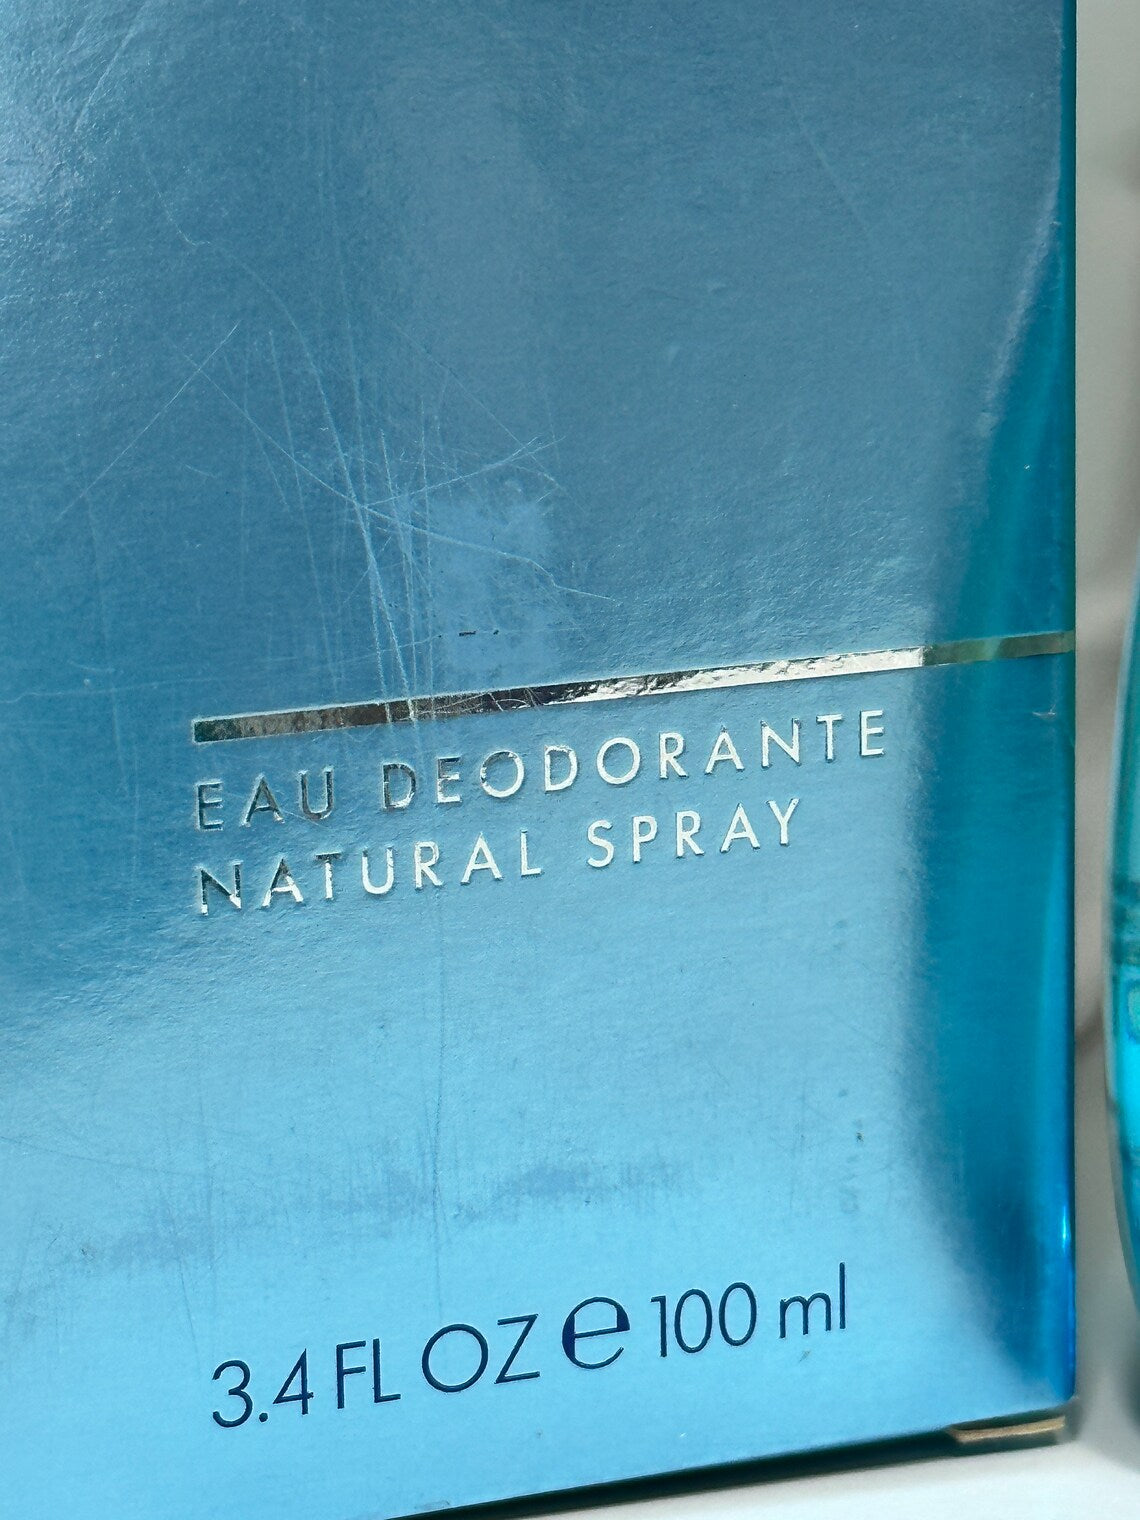 EAU DEODORANTE
NATURAL SPRAY
3.4 FL OZ ℮ 100 ml